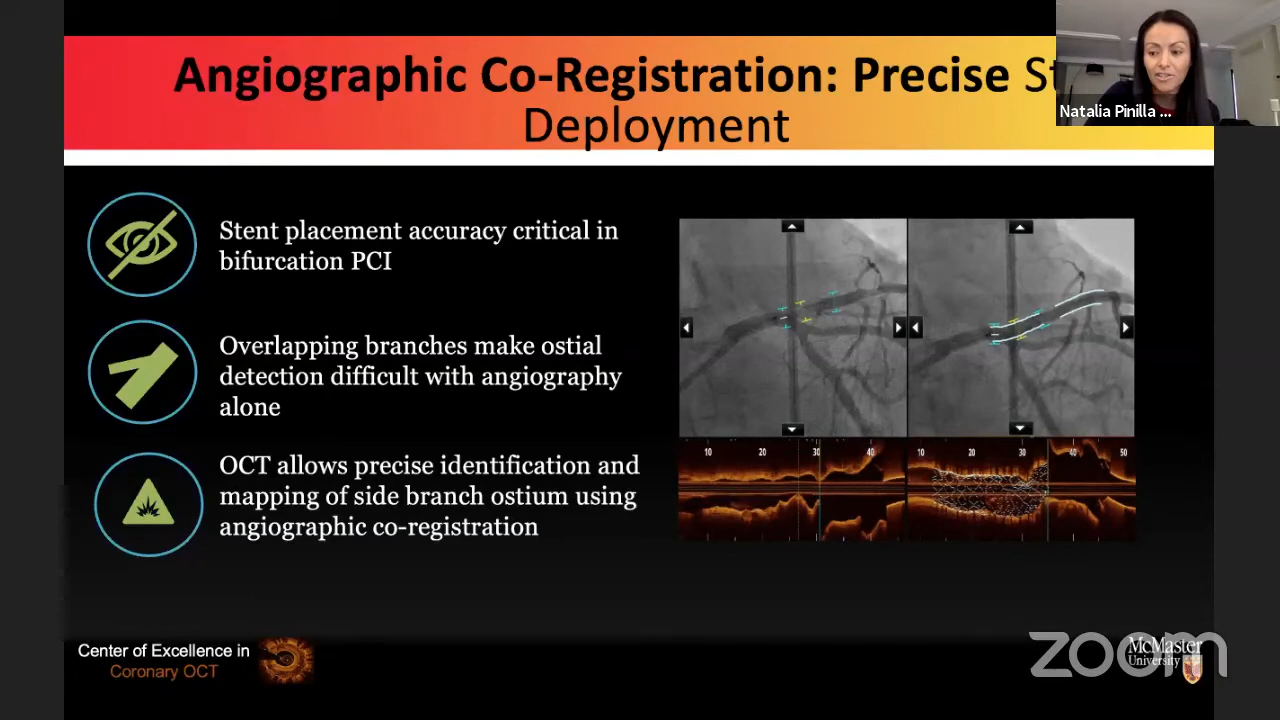 Angiographic Co-Registration: Precise St
Deployment
Natalia Pinilla ...
Stent placement accuracy critical in
bifurcation PCI
Overlapping branches make ostial
detection difficult with angiography
alone
OCT allows precise identification and
mapping of side branch ostium using
angiographic co-registration
10 20 30 40
10 20 30 40 50
Center of Excellence in
Coronary OCT
zoom
McMaster
University